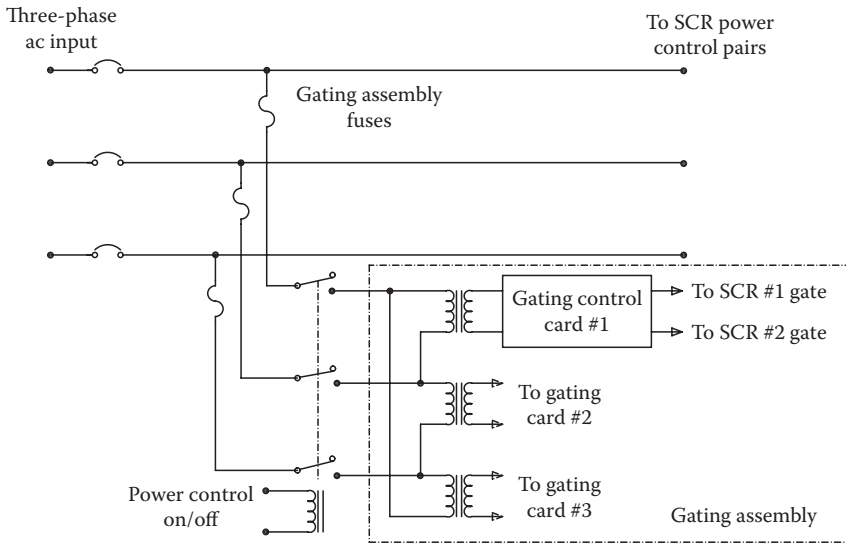 Three-phase
ac input
To SCR power
control pairs
Gating assembly
fuses
Gating control
card #1
To SCR #1 gate
To SCR #2 gate
To gating
card #2
To gating
card #3
Power control
on/off
Gating assembly